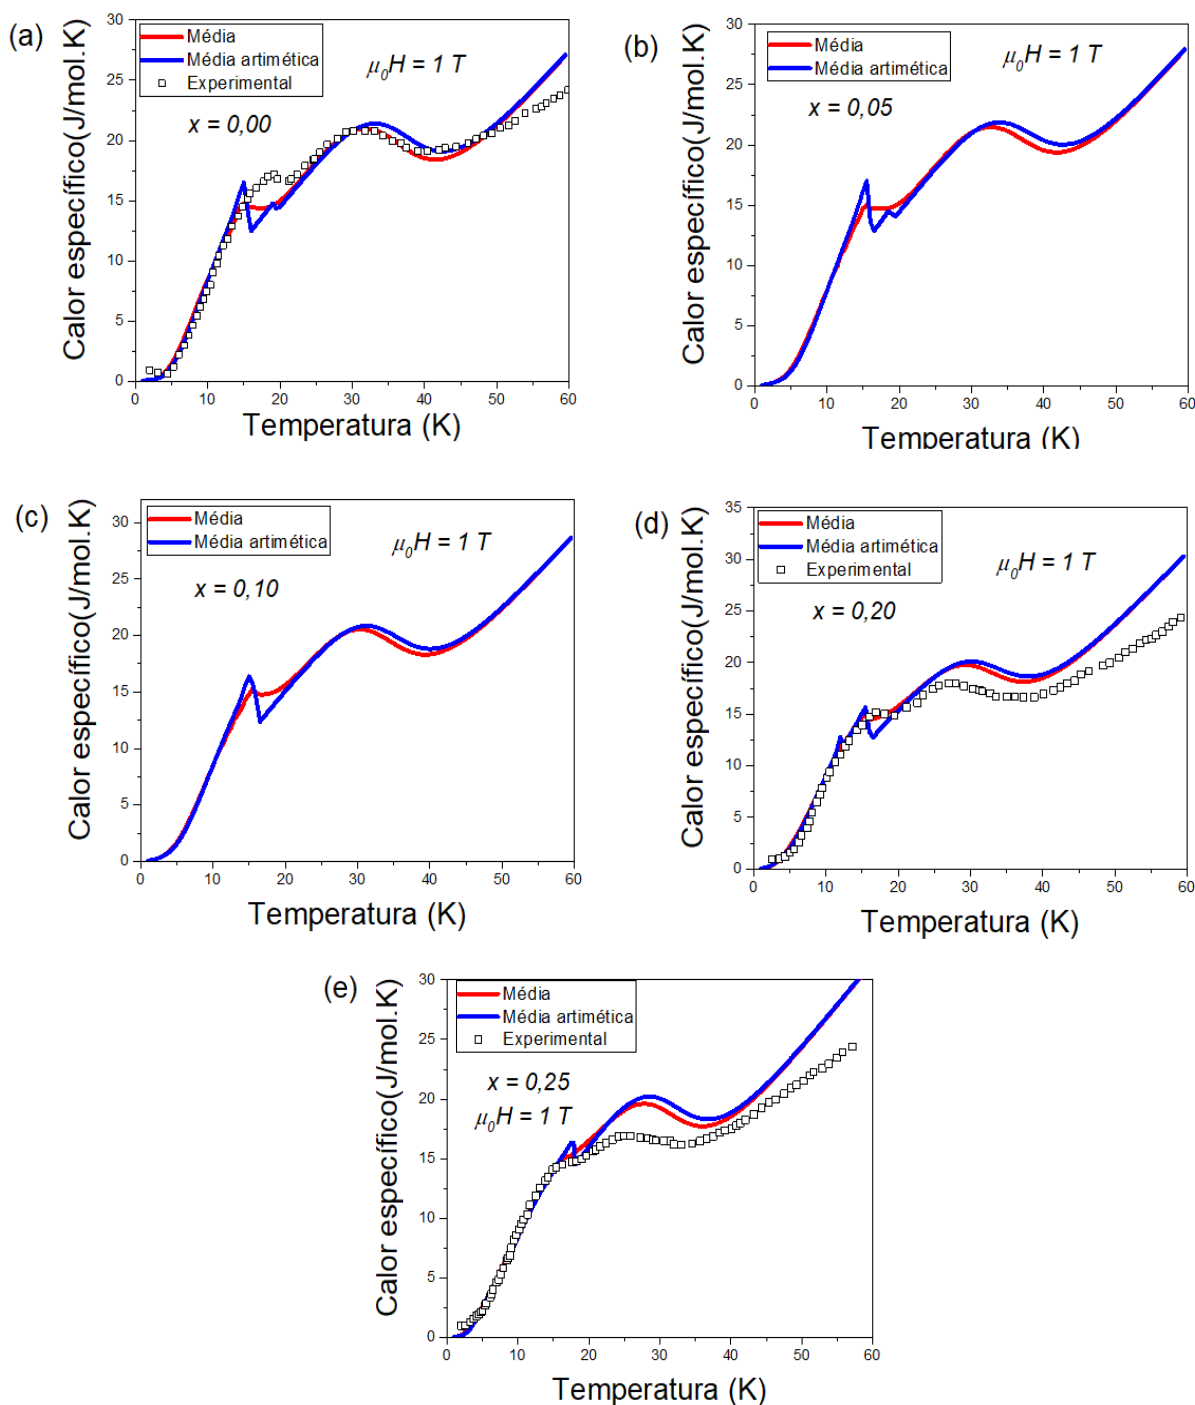 (a)
Calor específico(J/mol.K)
30
25
20
15
10
5
0
Média
Média artimética
Experimental
μ0H = 1 T
x = 0,00
0 10 20 30 40 50 60
Temperatura (K)
(b)
Calor específico(J/mol.K)
30
25
20
15
10
5
0
Média
Média artimética
μ0H = 1 T
x = 0,05
0 10 20 30 40 50 60
Temperatura (K)
(c)
Calor específico(J/mol.K)
30
25
20
15
10
5
0
Média
Média artimética
μ0H = 1 T
x = 0,10
0 10 20 30 40 50 60
Temperatura (K)
(d)
Calor específico(J/mol.K)
35
30
25
20
15
10
5
0
Média
Média artimética
Experimental
μ0H = 1 T
x = 0,20
0 10 20 30 40 50 60
Temperatura (K)
(e)
Calor específico(J/mol.K)
30
25
20
15
10
5
0
Média
Média artimética
Experimental
x = 0,25
μ0H = 1 T
0 10 20 30 40 50 60
Temperatura (K)